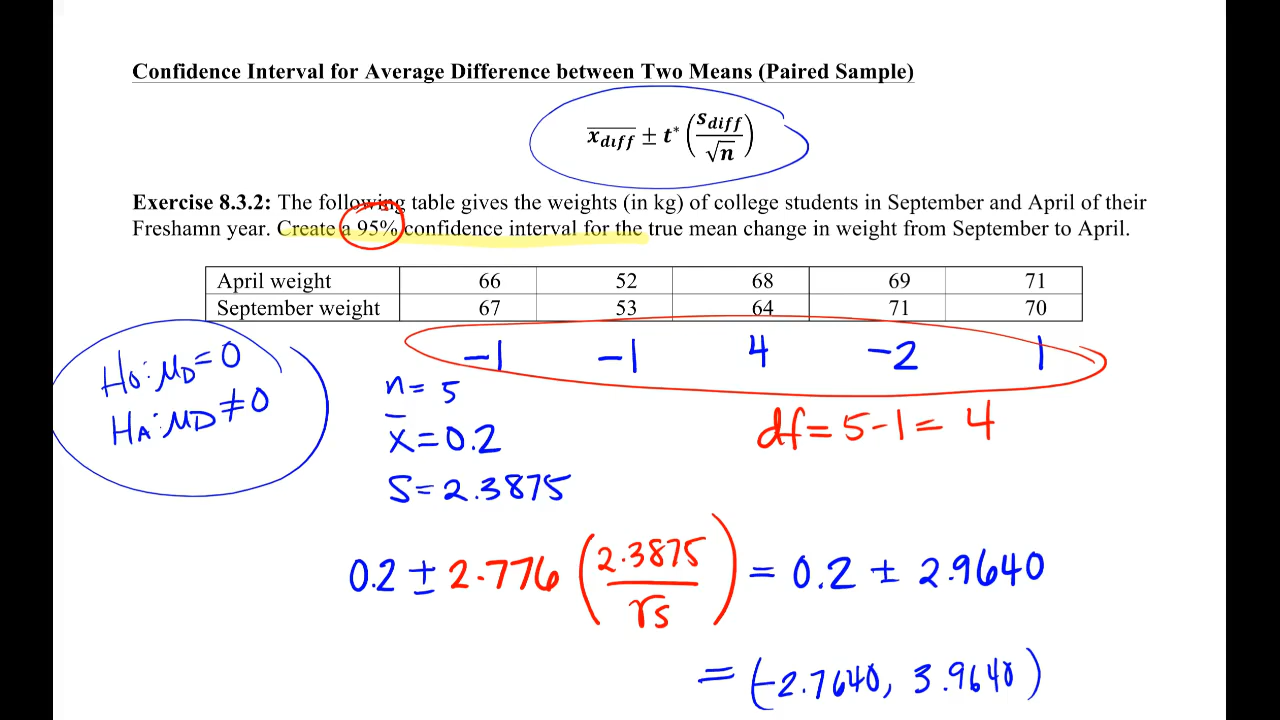 Confidence Interval for Average Difference between Two Means (Paired Sample)
x̅diff ± t* (sdiff/√n)
Exercise 8.3.2: The following table gives the weights (in kg) of college students in September and April of their
Freshamn year. Create a 95% confidence interval for the true mean change in weight from September to April.
April weight 66 52 68 69 71
September weight 67 53 64 71 70
-1 -1 4 -2 1
H0: μD = 0
HA: μD ≠ 0
n = 5
x̅ = 0.2
S = 2.3875
df = 5-1 = 4
0.2 ± 2.776 (2.3875/√5) = 0.2 ± 2.9640
= (-2.7640, 3.9640)